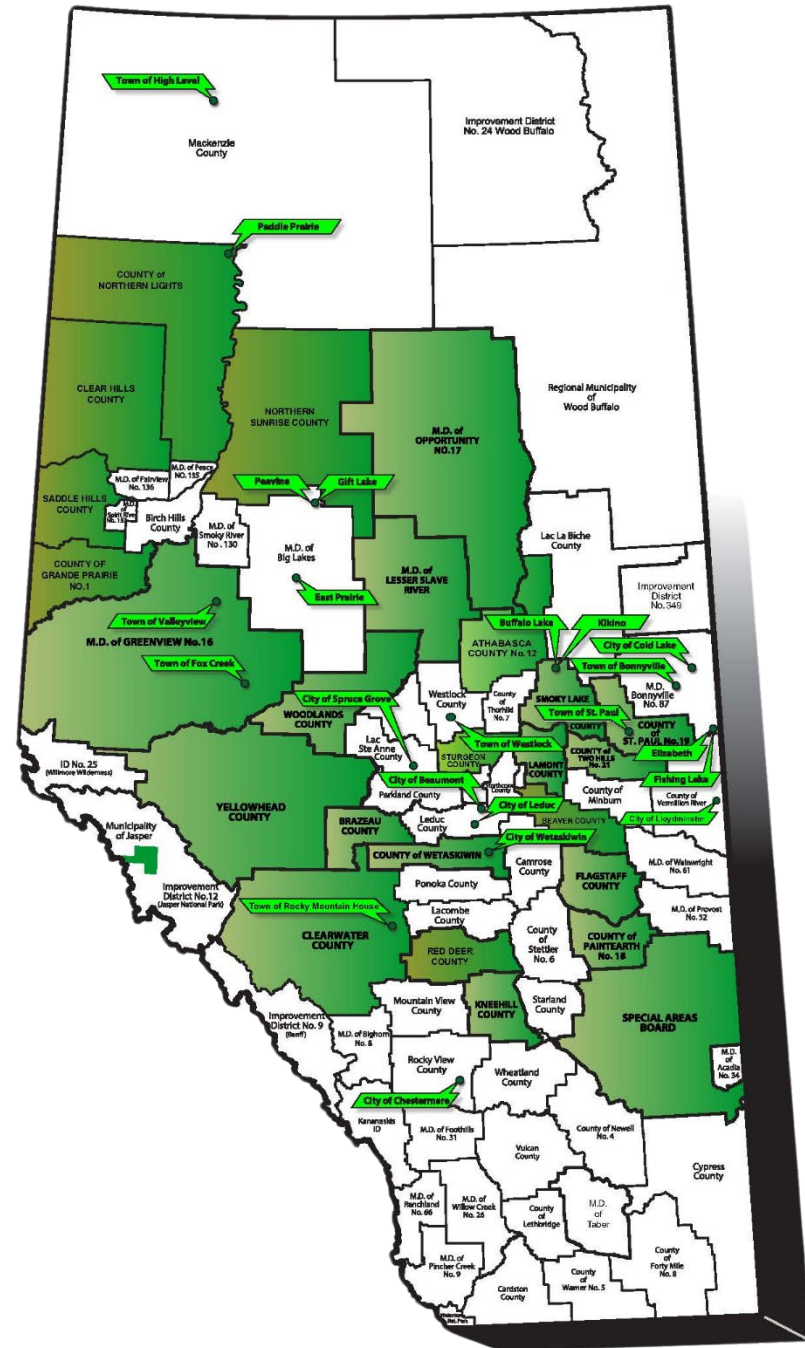 Town of High Level
Mackenzie
County
Improvement District
No. 24 Wood Buffalo
Paddle Prairie
COUNTY of
NORTHERN LIGHTS
CLEAR HILLS
COUNTY
NORTHERN
SUNRISE COUNTY
M.D. of
OPPORTUNITY
NO.17
Regional Municipality
of
Wood Buffalo
M.D. of Peace
No. 135
M.D. of Fairview
No. 136
SADDLE HILLS
COUNTY
M.D.
of
Spirit River
No. 133
Birch Hills
County
M.D. of
Smoky River
No. 130
Peavine
Gift Lake
M.D. of
Big Lakes
East Prairie
M.D. of
LESSER SLAVE
RIVER
Lac La Biche
County
COUNTY OF
GRANDE PRAIRIE
NO.1
Improvement
District
No.349
Town of Valleyview
M.D. of GREENVIEW No.16
Town of Fox Creek
Buffalo Lake
Kikino
ATHABASCA
COUNTY No.12
City of Cold Lake
Town of Bonnyville
M.D.
Bonnyville
No. 87
City of Spruce Grove
WOODLANDS
COUNTY
Westlock
County
County
of
Thorhild
No. 7
SMOKY LAKE
COUNTY
Town of St. Paul
COUNTY
of
ST. PAUL No.19
Lac
Ste Anne
County
Town of Westlock
Elizabeth
ID No. 25
(Willmore Wilderness)
STURGEON
COUNTY
LAMONT
COUNTY
COUNTY of
TWO HILLS
No. 21
Fishing Lake
City of Beaumont
Parkland County
Strathcona
County
County of
Minburn
County of
Vermilion River
City of Lloydminster
YELLOWHEAD
COUNTY
BRAZEAU
COUNTY
Leduc
County
City of Leduc
BEAVER COUNTY
Municipality
of Jasper
City of Wetaskiwin
COUNTY of WETASKIWIN
Camrose
County
M.D. of Wainwright
No. 61
FLAGSTAFF
COUNTY
Improvement
District No.12
(Jasper National Park)
Ponoka County
Town of Rocky Mountain House
Lacombe
County
M.D. of Provost
No. 52
CLEARWATER
COUNTY
County
of
Stettler
No. 6
COUNTY of
PAINTEARTH
No. 18
RED DEER
COUNTY
Improvement
District No. 9
(Banff)
Mountain View
County
KNEEHILL
COUNTY
Starland
County
SPECIAL AREAS
BOARD
M.D. of Bighorn
No. 8
M.D.
of
Acadia
No. 34
Rocky View
County
Wheatland
County
City of Chestermere
Kananaskis
ID
M.D. of Foothills
No. 31
County of Newell
No. 4
Vulcan
County
Cypress
County
M.D. of
Ranchland
No. 66
M.D. of
Willow Creek
No. 26
County
of
Lethbridge
M.D.
of
Taber
M.D. of
Pincher Creek
No. 9
County
of
Forty Mile
No. 8
Cardston
County
County
of
Warner No. 5